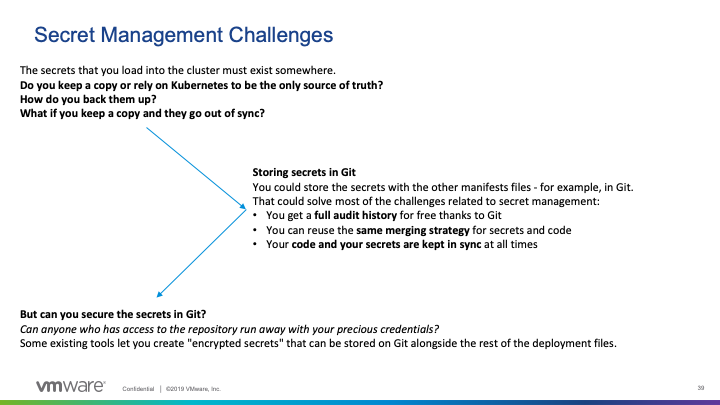 Secret Management Challenges
The secrets that you load into the cluster must exist somewhere.
Do you keep a copy or rely on Kubernetes to be the only source of truth?
How do you back them up?
What if you keep a copy and they go out of sync?
Storing secrets in Git
You could store the secrets with the other manifests files - for example, in Git.
That could solve most of the challenges related to secret management:
• You get a full audit history for free thanks to Git
• You can reuse the same merging strategy for secrets and code
• Your code and your secrets are kept in sync at all times
But can you secure the secrets in Git?
Can anyone who has access to the repository run away with your precious credentials?
Some existing tools let you create "encrypted secrets" that can be stored on Git alongside the rest of the deployment files.
vmware® Confidential | ©2019 VMware, Inc. 39